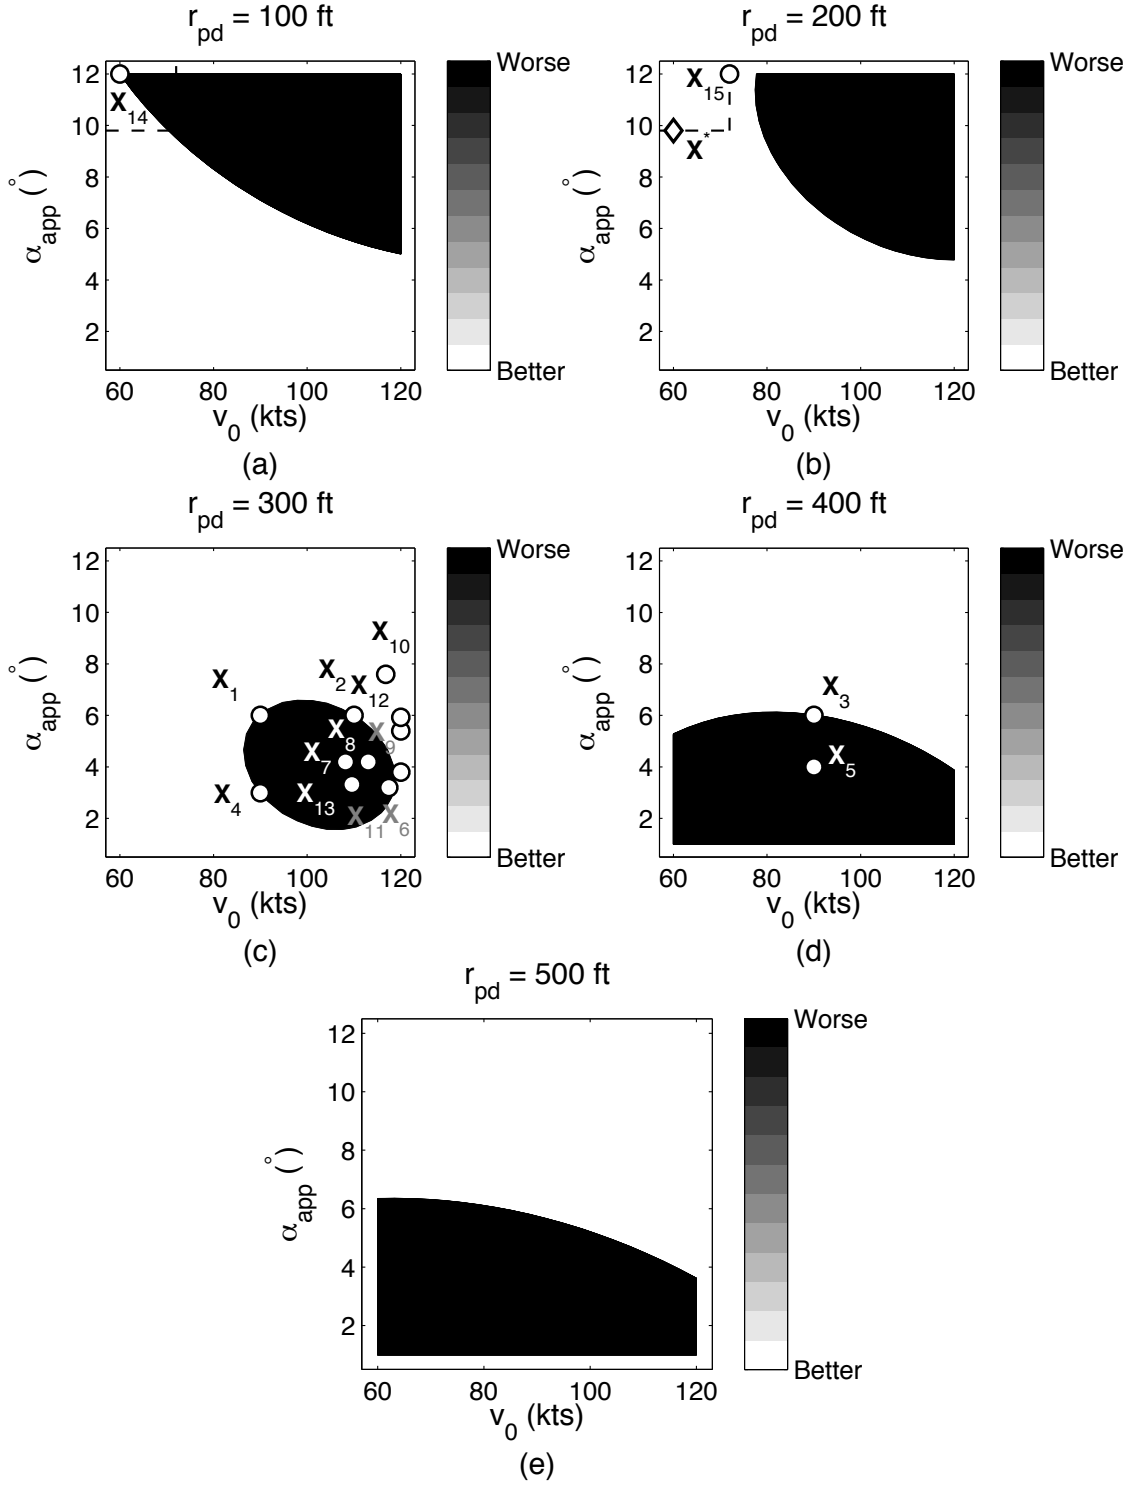 r_pd = 100 ft
Worse
12
10
8
6
4
2
α_app (°)
X_14
60 80 100 120
Better
v_0 (kts)
(a)
r_pd = 200 ft
Worse
12
10
8
6
4
2
α_app (°)
X_15
X*
60 80 100 120
Better
v_0 (kts)
(b)
r_pd = 300 ft
Worse
12
10
8
6
4
2
α_app (°)
X_10
X_1
X_2
X_12
X_8
X_9
X_7
X_4
X_13
X_11
X_6
60 80 100 120
Better
v_0 (kts)
(c)
r_pd = 400 ft
Worse
12
10
8
6
4
2
α_app (°)
X_3
X_5
60 80 100 120
Better
v_0 (kts)
(d)
r_pd = 500 ft
Worse
12
10
8
6
4
2
α_app (°)
60 80 100 120
Better
v_0 (kts)
(e)